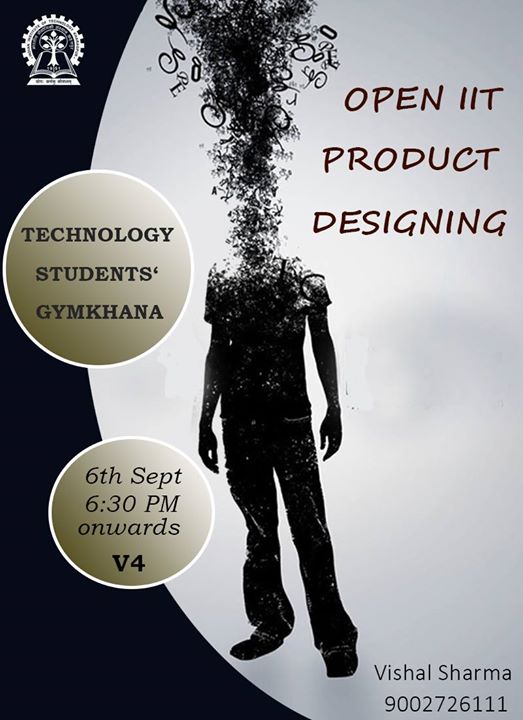 OPEN IIT
PRODUCT
DESIGNING
TECHNOLOGY
STUDENTS‘
GYMKHANA
6th Sept
6:30 PM
onwards
V4
Vishal Sharma
9002726111